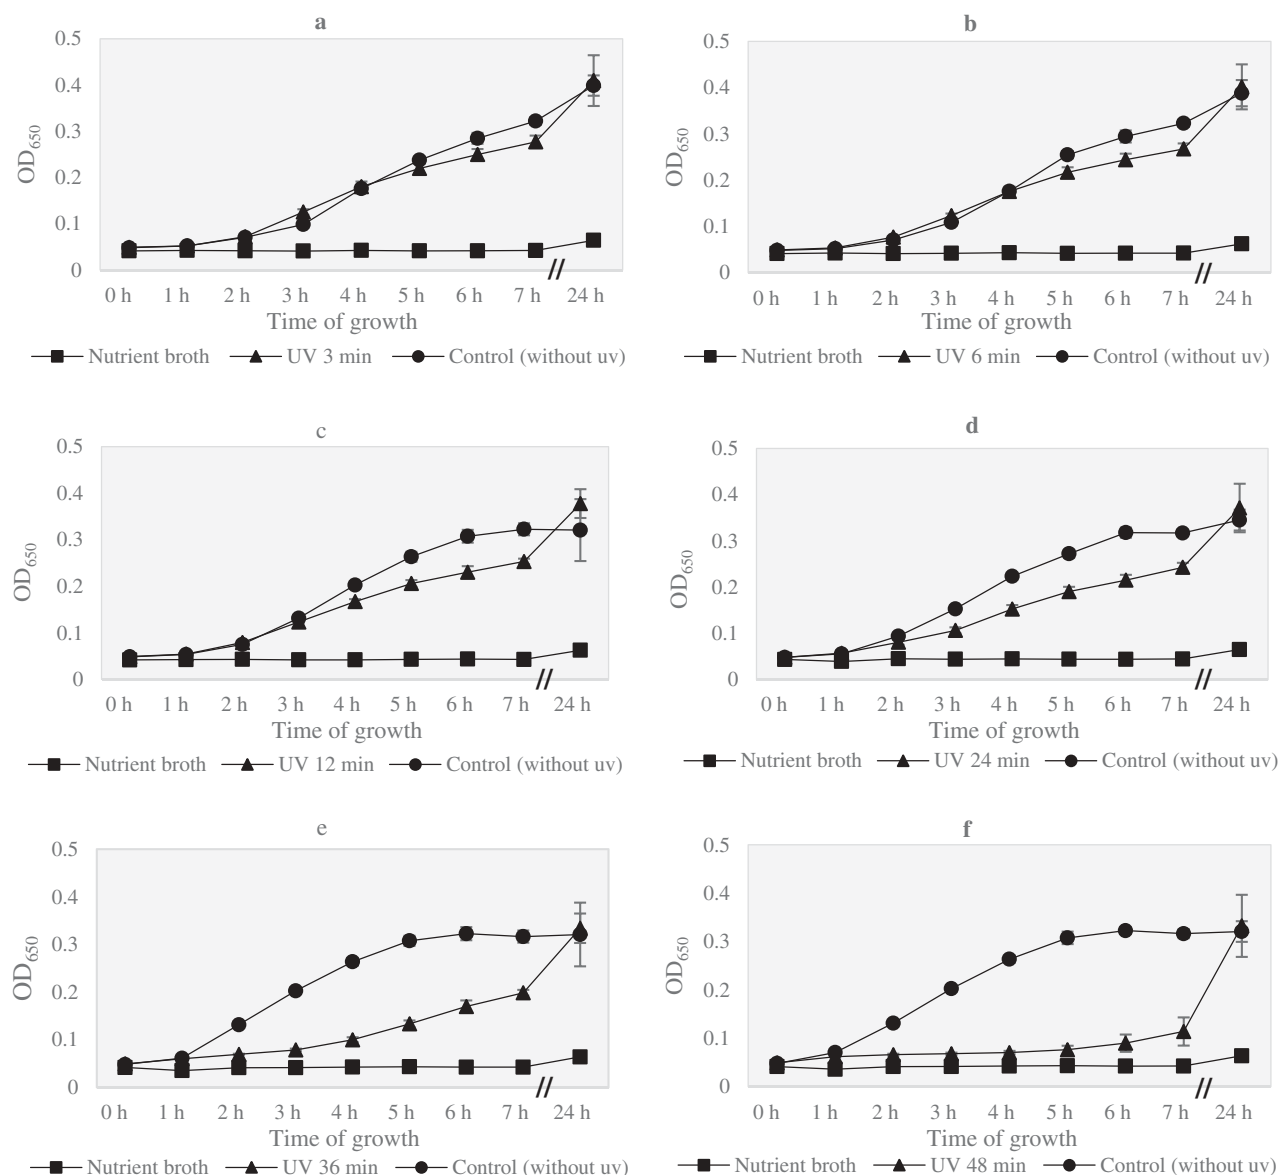 a
0.5
0.4
0.3
0.2
0.1
0
OD650
0 h 1 h 2 h 3 h 4 h 5 h 6 h 7 h 24 h
Time of growth
Nutrient broth UV 3 min Control (without uv)
b
0.5
0.4
0.3
0.2
0.1
0
OD650
0 h 1 h 2 h 3 h 4 h 5 h 6 h 7 h 24 h
Time of growth
Nutrient broth UV 6 min Control (without uv)
c
0.5
0.4
0.3
0.2
0.1
0
OD650
0 h 1 h 2 h 3 h 4 h 5 h 6 h 7 h 24 h
Time of growth
Nutrient broth UV 12 min Control (without uv)
d
0.5
0.4
0.3
0.2
0.1
0
OD650
0 h 1 h 2 h 3 h 4 h 5 h 6 h 7 h 24 h
Time of growth
Nutrient broth UV 24 min Control (without uv)
e
0.5
0.4
0.3
0.2
0.1
0
OD650
0 h 1 h 2 h 3 h 4 h 5 h 6 h 7 h 24 h
Time of growth
Nutrient broth UV 36 min Control (without uv)
f
0.5
0.4
0.3
0.2
0.1
0
OD650
0 h 1 h 2 h 3 h 4 h 5 h 6 h 7 h 24 h
Time of growth
Nutrient broth UV 48 min Control (without uv)